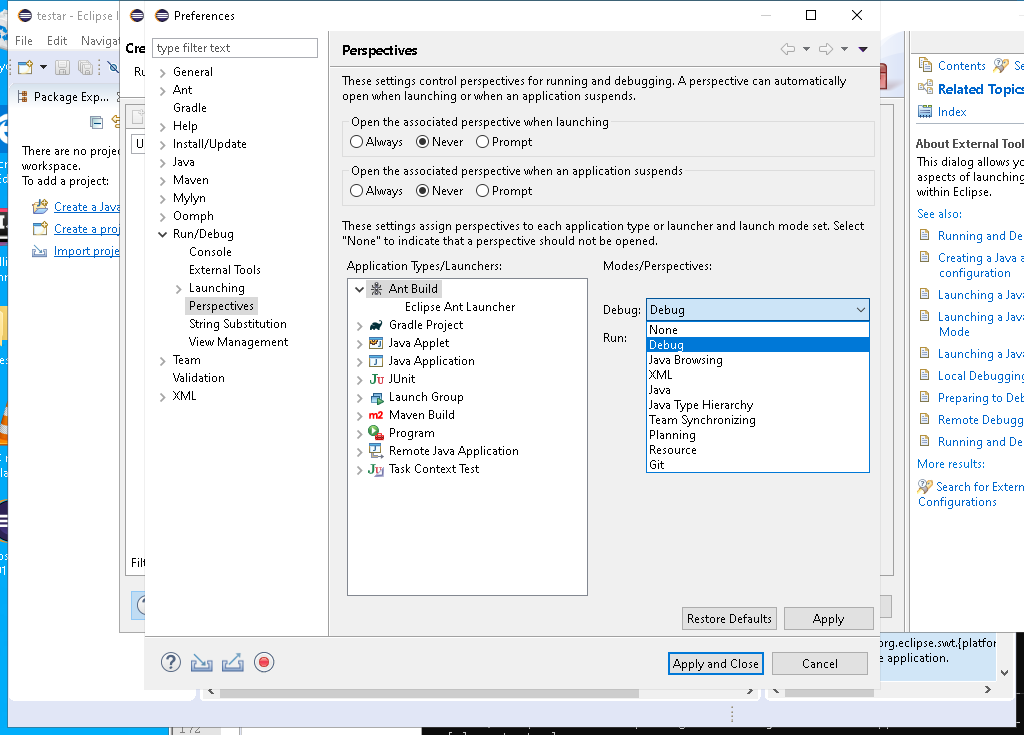 testar - Eclipse I
File Edit Navigat
Package Exp...
There are no projec
workspace.
To add a project:
Create a Java
Create a proj
Import proje
Cre
Ru
U
Filt
Preferences
type filter text
General
Ant
Gradle
Help
Install/Update
Java
Maven
Mylyn
Oomph
Run/Debug
Console
External Tools
Launching
Perspectives
String Substitution
View Management
Team
Validation
XML
Perspectives
These settings control perspectives for running and debugging. A perspective can automatically
open when launching or when an application suspends.
Open the associated perspective when launching
Always Never Prompt
Open the associated perspective when an application suspends
Always Never Prompt
These settings assign perspectives to each application type or launcher and launch mode set. Select
"None" to indicate that a perspective should not be opened.
Application Types/Launchers:
Ant Build
Eclipse Ant Launcher
Gradle Project
Java Applet
Java Application
JUnit
Launch Group
Maven Build
Program
Remote Java Application
Task Context Test
Modes/Perspectives:
Debug: Debug
Run:
None
Debug
Java Browsing
XML
Java
Java Type Hierarchy
Team Synchronizing
Planning
Resource
Git
Restore Defaults Apply
Apply and Close Cancel
Contents Se
Related Topics
Index
About External Tool
This dialog allows yo
aspects of launching
within Eclipse.
See also:
Running and De
Creating a Java a
configuration
Launching a Java
Launching a Java
Mode
Launching a Java
Local Debugging
Preparing to Deb
Remote Debugg
Running and De
More results:
Search for Extern
Configurations
org.eclipse.swt.{platform
e application.
172